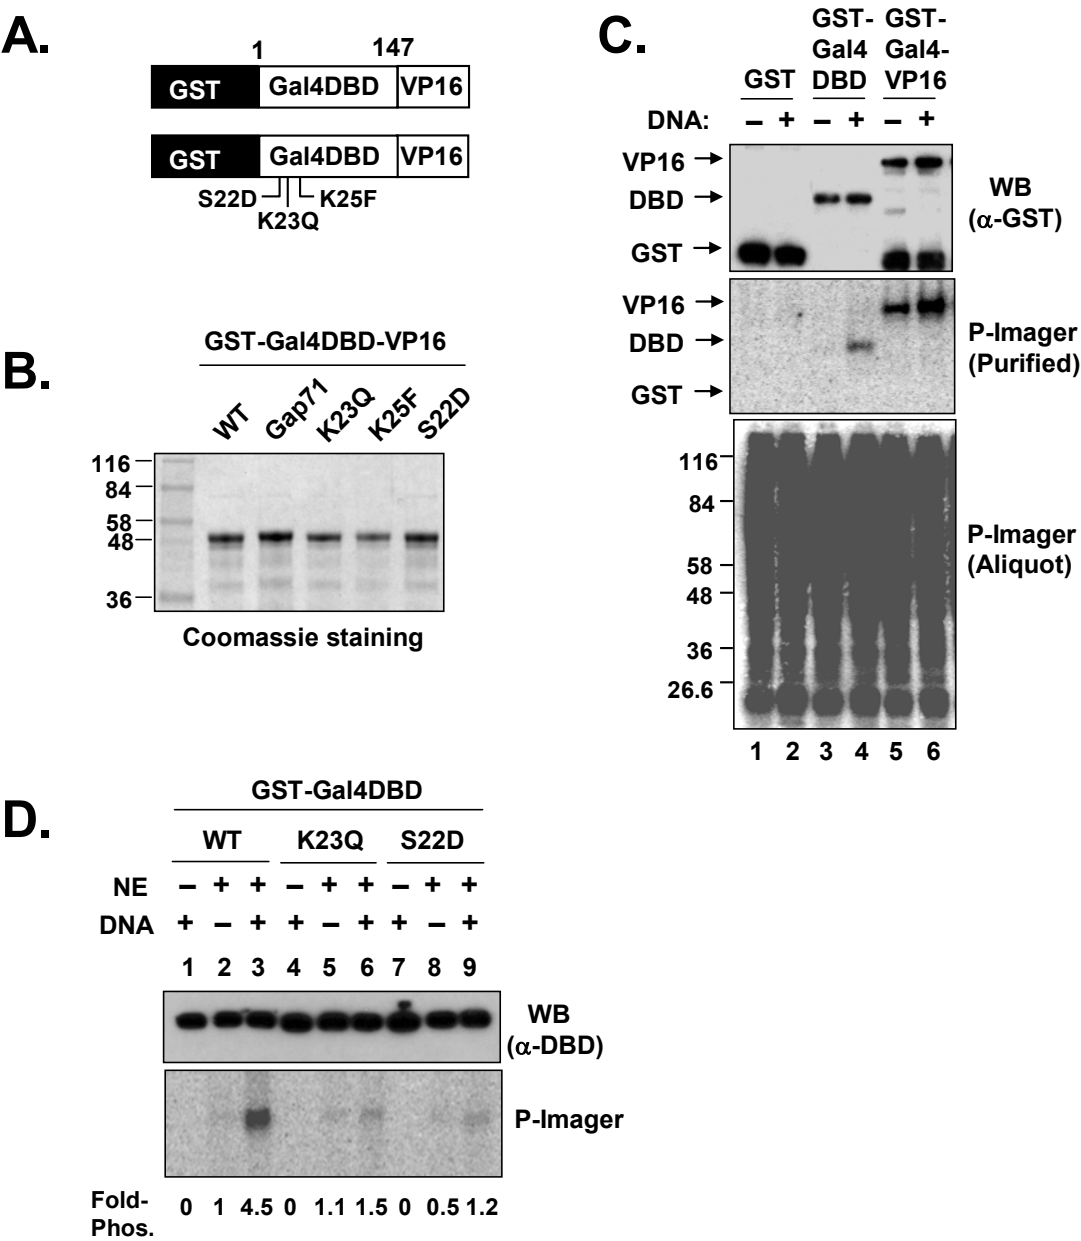 A.
1 147
GST Gal4DBD VP16
GST Gal4DBD VP16
S22D K25F
K23Q
B.
GST-Gal4DBD-VP16
WT Gap71 K23Q K25F S22D
116
84
58
48
36
Coomassie staining
C.
GST GST-Gal4 DBD GST-Gal4-VP16
DNA: – + – + – +
VP16
DBD
GST
WB
(α-GST)
VP16
DBD
GST
P-Imager
(Purified)
116
84
58
48
36
26.6
P-Imager
(Aliquot)
1 2 3 4 5 6
D.
GST-Gal4DBD
WT K23Q S22D
NE – + + – + + – + +
DNA + – + + – + + – +
1 2 3 4 5 6 7 8 9
WB
(α-DBD)
P-Imager
Fold-
Phos. 0 1 4.5 0 1.1 1.5 0 0.5 1.2